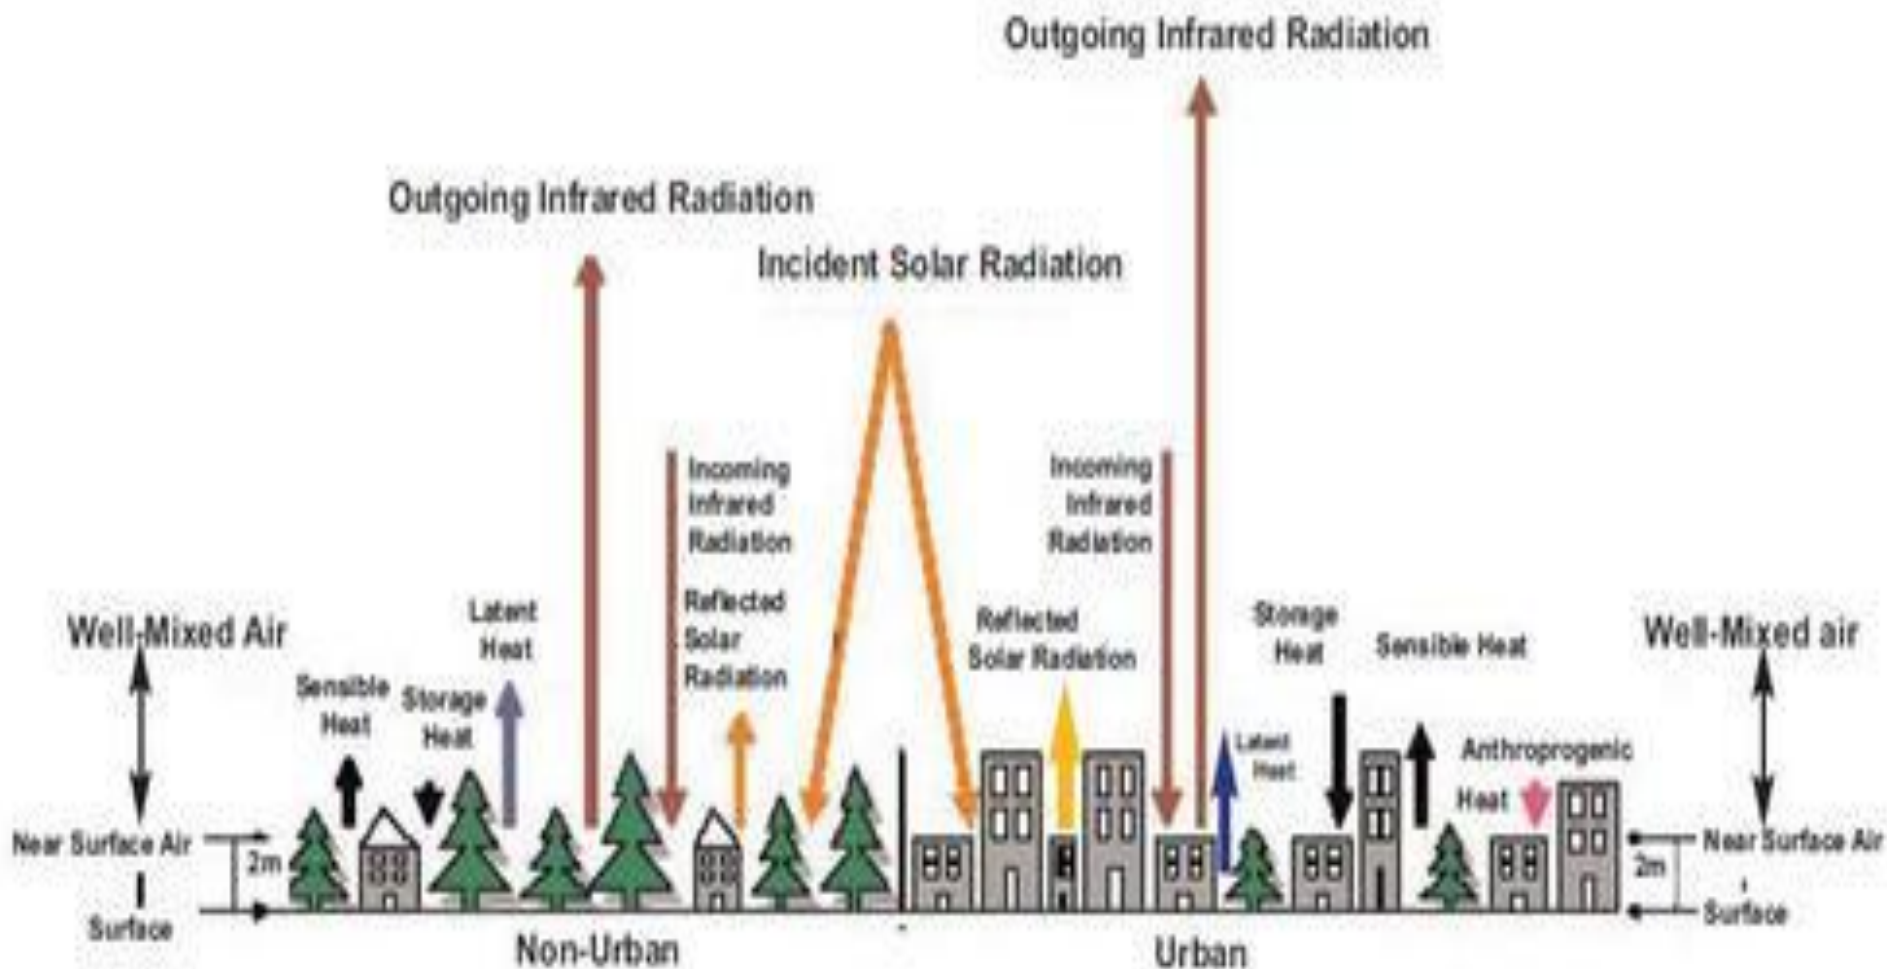 Outgoing Infrared Radiation
Outgoing Infrared Radiation
Incident Solar Radiation
Incoming
Infrared
Radiation
Incoming
Infrared
Radiation
Well-Mixed Air
Sensible
Heat
Storage
Heat
Latent
Heat
Reflected
Solar
Radiation
Reflected
Solar Radiation
Latent
Heat
Storage
Heat
Sensible Heat
Anthroprogenic
Heat
Well-Mixed air
Near Surface Air
2m
Surface
Near Surface Air
2m
Surface
Non-Urban
Urban